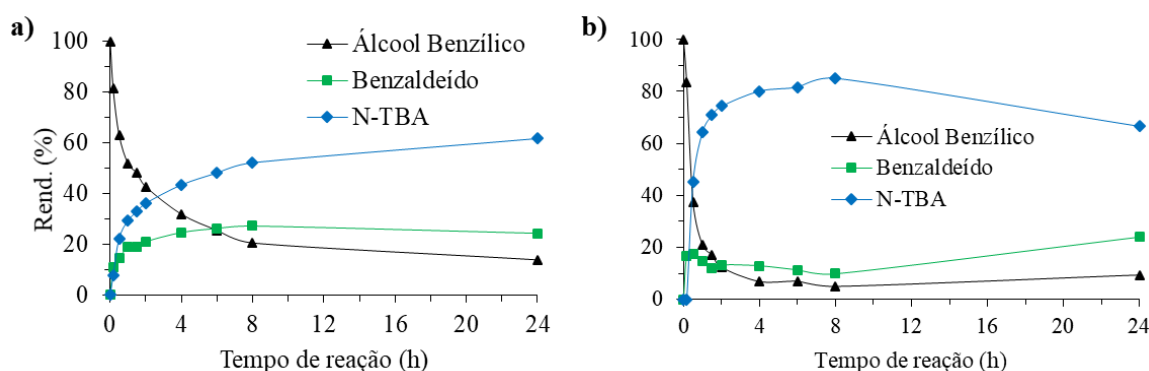 a)
Álcool Benzílico
Benzaldeído
N-TBA
Rend. (%)
100
80
60
40
20
0
0 4 8 12 16 20 24
Tempo de reação (h)
b)
Álcool Benzílico
Benzaldeído
N-TBA
100
80
60
40
20
0
0 4 8 12 16 20 24
Tempo de reação (h)